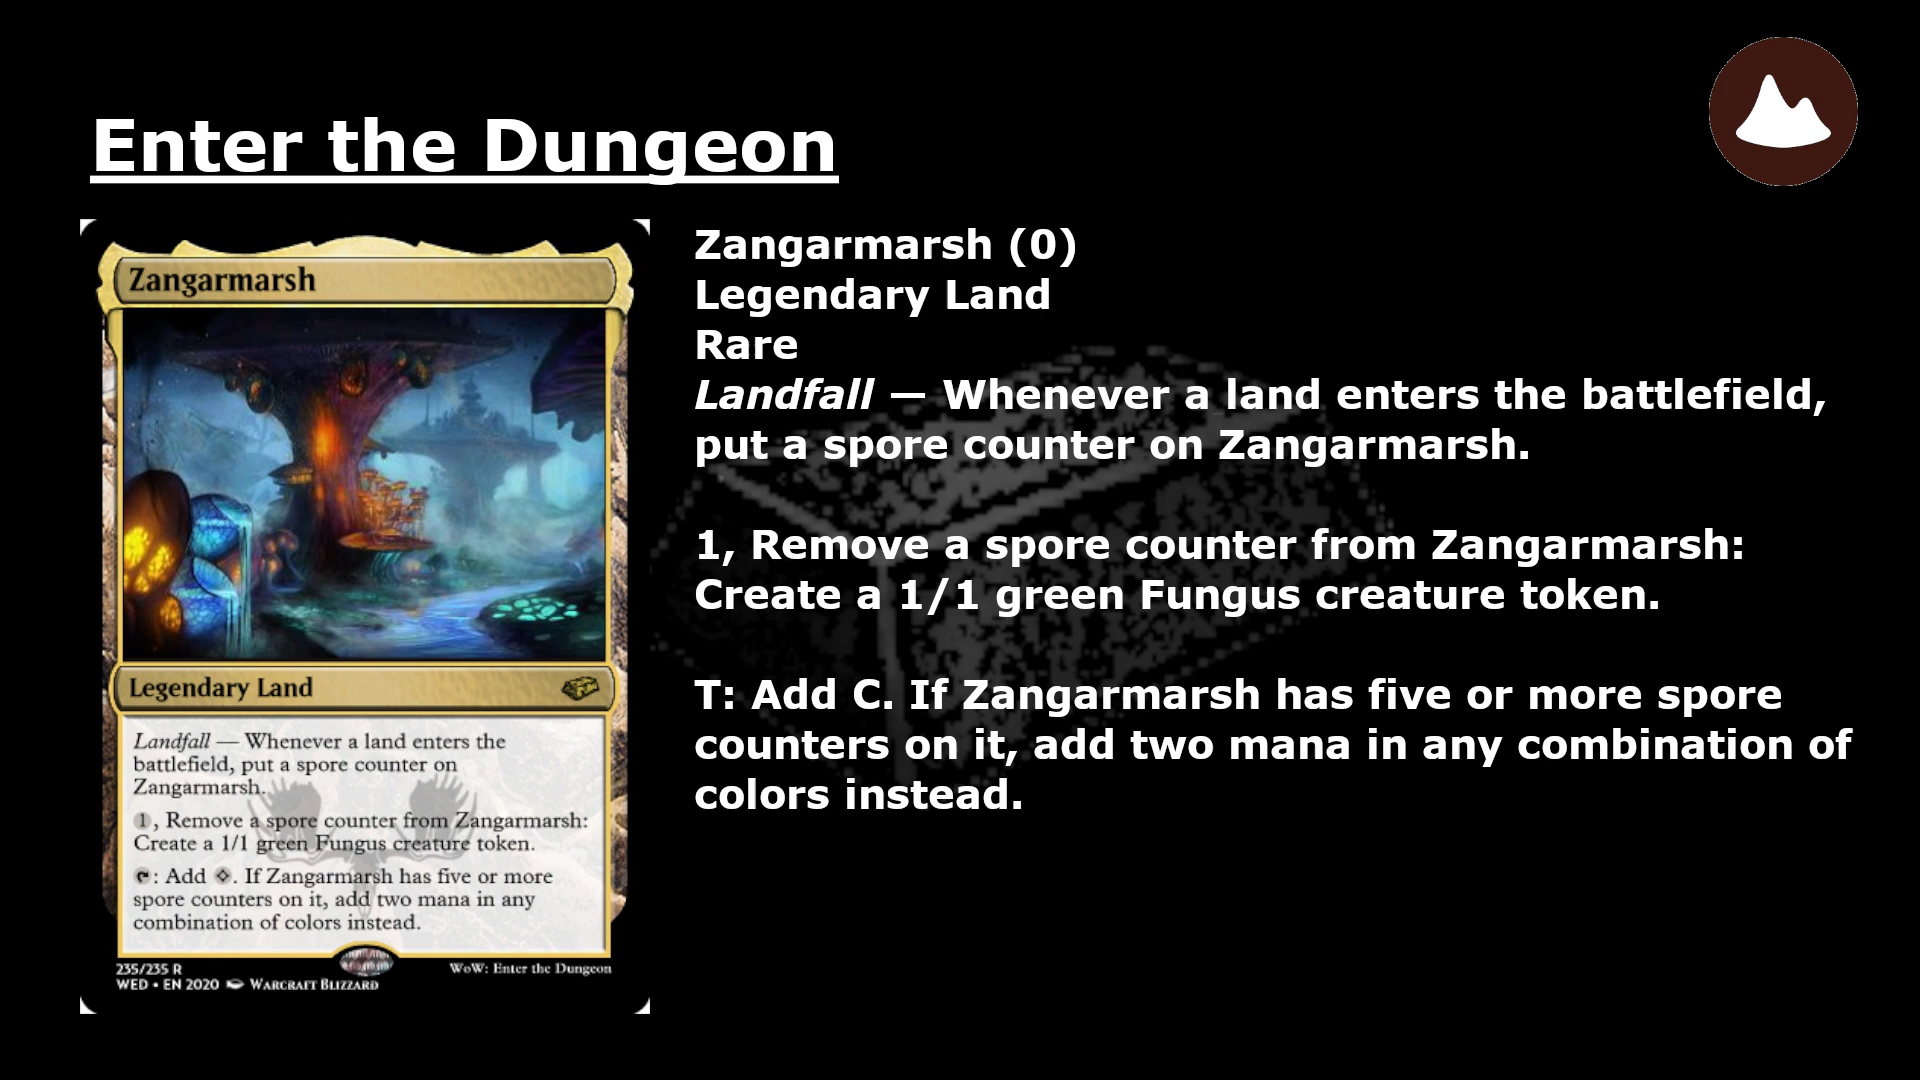 Enter the Dungeon
Zangarmarsh
Legendary Land
Landfall — Whenever a land enters the
battlefield, put a spore counter on
Zangarmarsh.
1, Remove a spore counter from Zangarmarsh:
Create a 1/1 green Fungus creature token.
: Add . If Zangarmarsh has five or more
spore counters on it, add two mana in any
combination of colors instead.
235/235 R
WED • EN 2020 Warcraft Blizzard
WoW: Enter the Dungeon
Zangarmarsh (0)
Legendary Land
Rare
Landfall — Whenever a land enters the battlefield,
put a spore counter on Zangarmarsh.
1, Remove a spore counter from Zangarmarsh:
Create a 1/1 green Fungus creature token.
T: Add C. If Zangarmarsh has five or more spore
counters on it, add two mana in any combination of
colors instead.